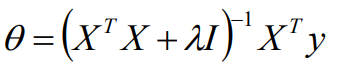 θ = (XᵀX + λI)⁻¹ Xᵀy